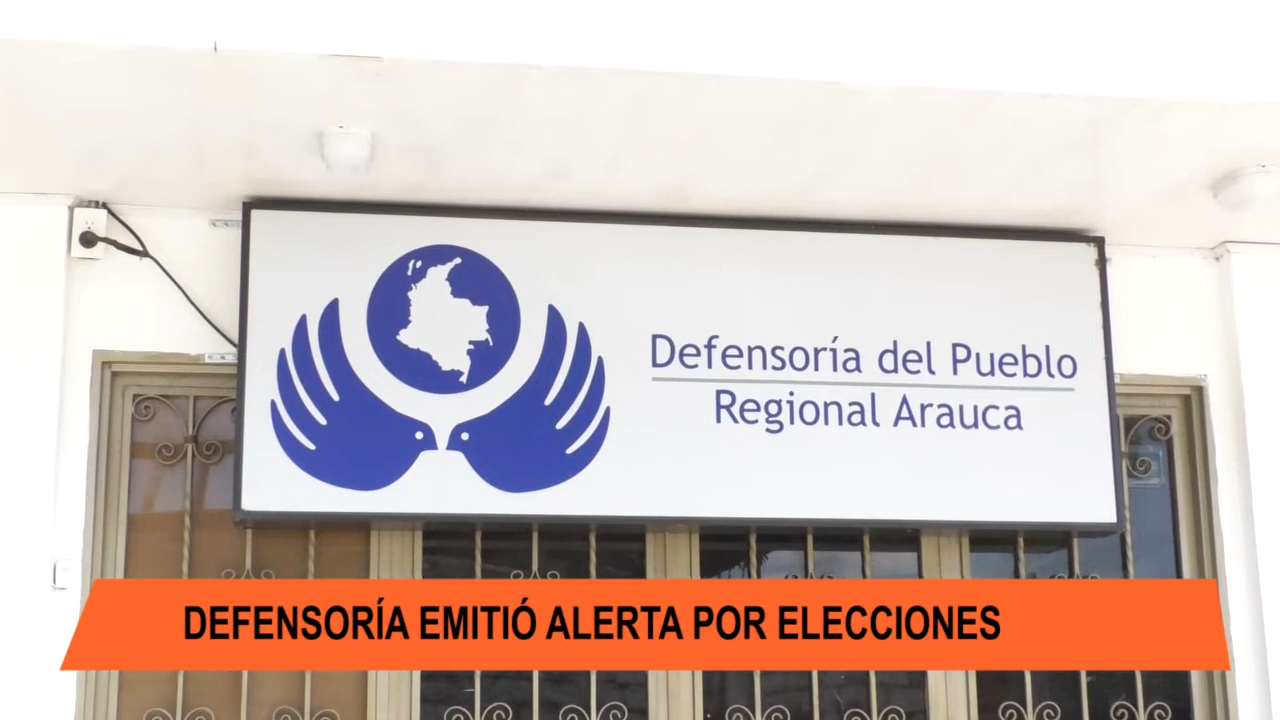 Defensoría del Pueblo
Regional Arauca
DEFENSORÍA EMITIÓ ALERTA POR ELECCIONES